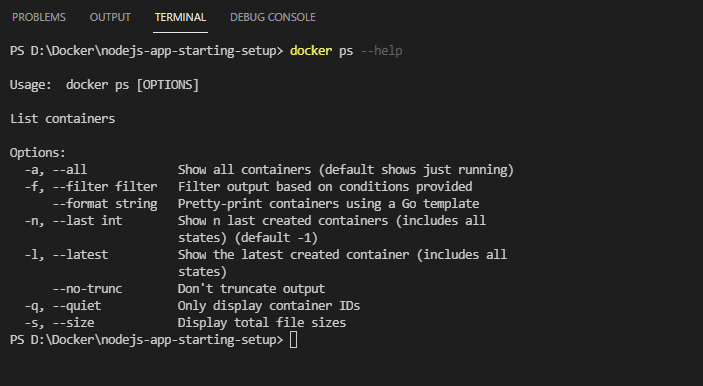 PROBLEMS OUTPUT TERMINAL DEBUG CONSOLE
PS D:\Docker\nodejs-app-starting-setup> docker ps --help
Usage:  docker ps [OPTIONS]
List containers
Options:
  -a, --all             Show all containers (default shows just running)
  -f, --filter filter   Filter output based on conditions provided
      --format string   Pretty-print containers using a Go template
  -n, --last int        Show n last created containers (includes all
                        states) (default -1)
  -l, --latest          Show the latest created container (includes all
                        states)
      --no-trunc        Don't truncate output
  -q, --quiet           Only display container IDs
  -s, --size            Display total file sizes
PS D:\Docker\nodejs-app-starting-setup>